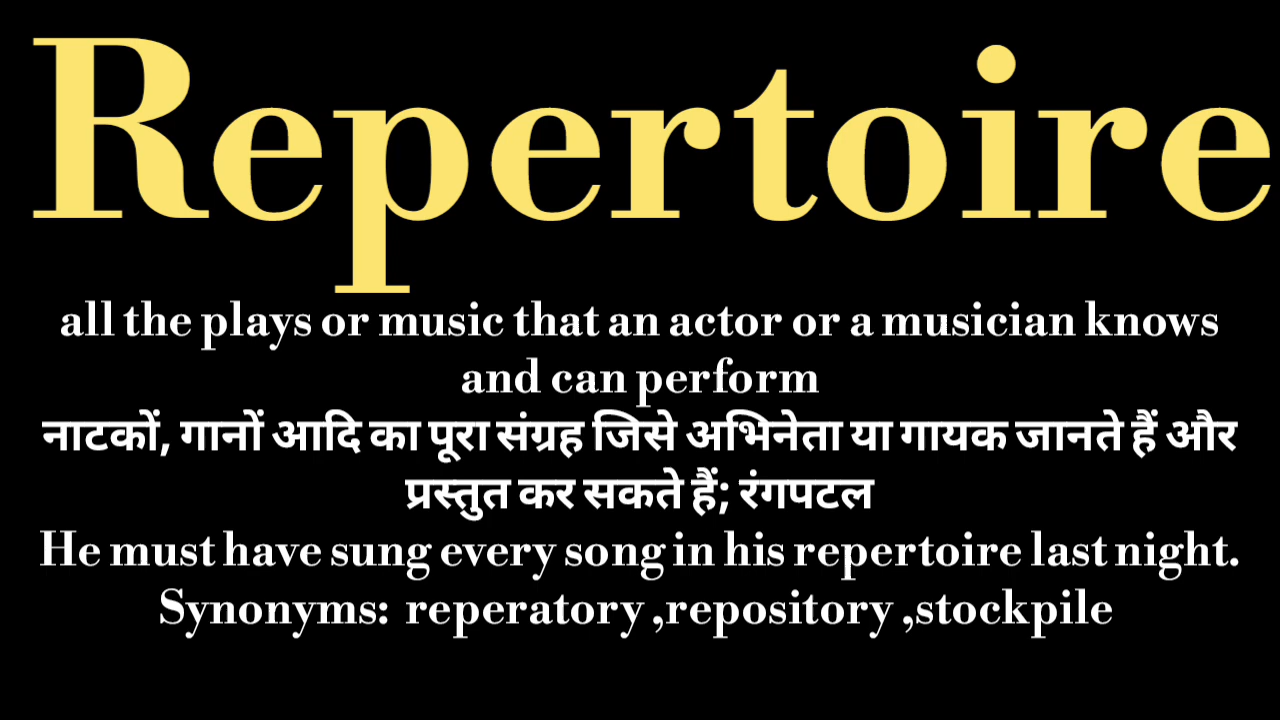 Repertoire
all the plays or music that an actor or a musician knows
and can perform
नाटकों, गानों आदि का पूरा संग्रह जिसे अभिनेता या गायक जानते हैं और
प्रस्तुत कर सकते हैं; रंगपटल
He must have sung every song in his repertoire last night.
Synonyms: reperatory ,repository ,stockpile